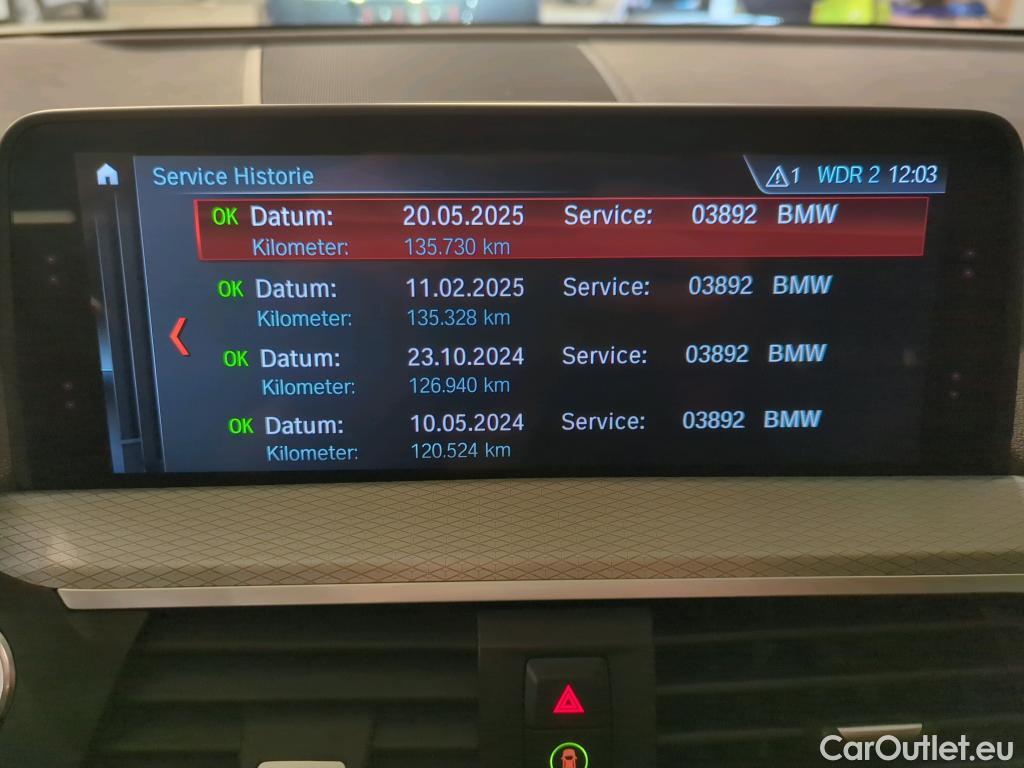 Service Historie
1 WDR 2 12:03
OK Datum: 20.05.2025 Service: 03892 BMW
Kilometer: 135.730 km
OK Datum: 11.02.2025 Service: 03892 BMW
Kilometer: 135.328 km
OK Datum: 23.10.2024 Service: 03892 BMW
Kilometer: 126.940 km
OK Datum: 10.05.2024 Service: 03892 BMW
Kilometer: 120.524 km
CarOutlet.eu